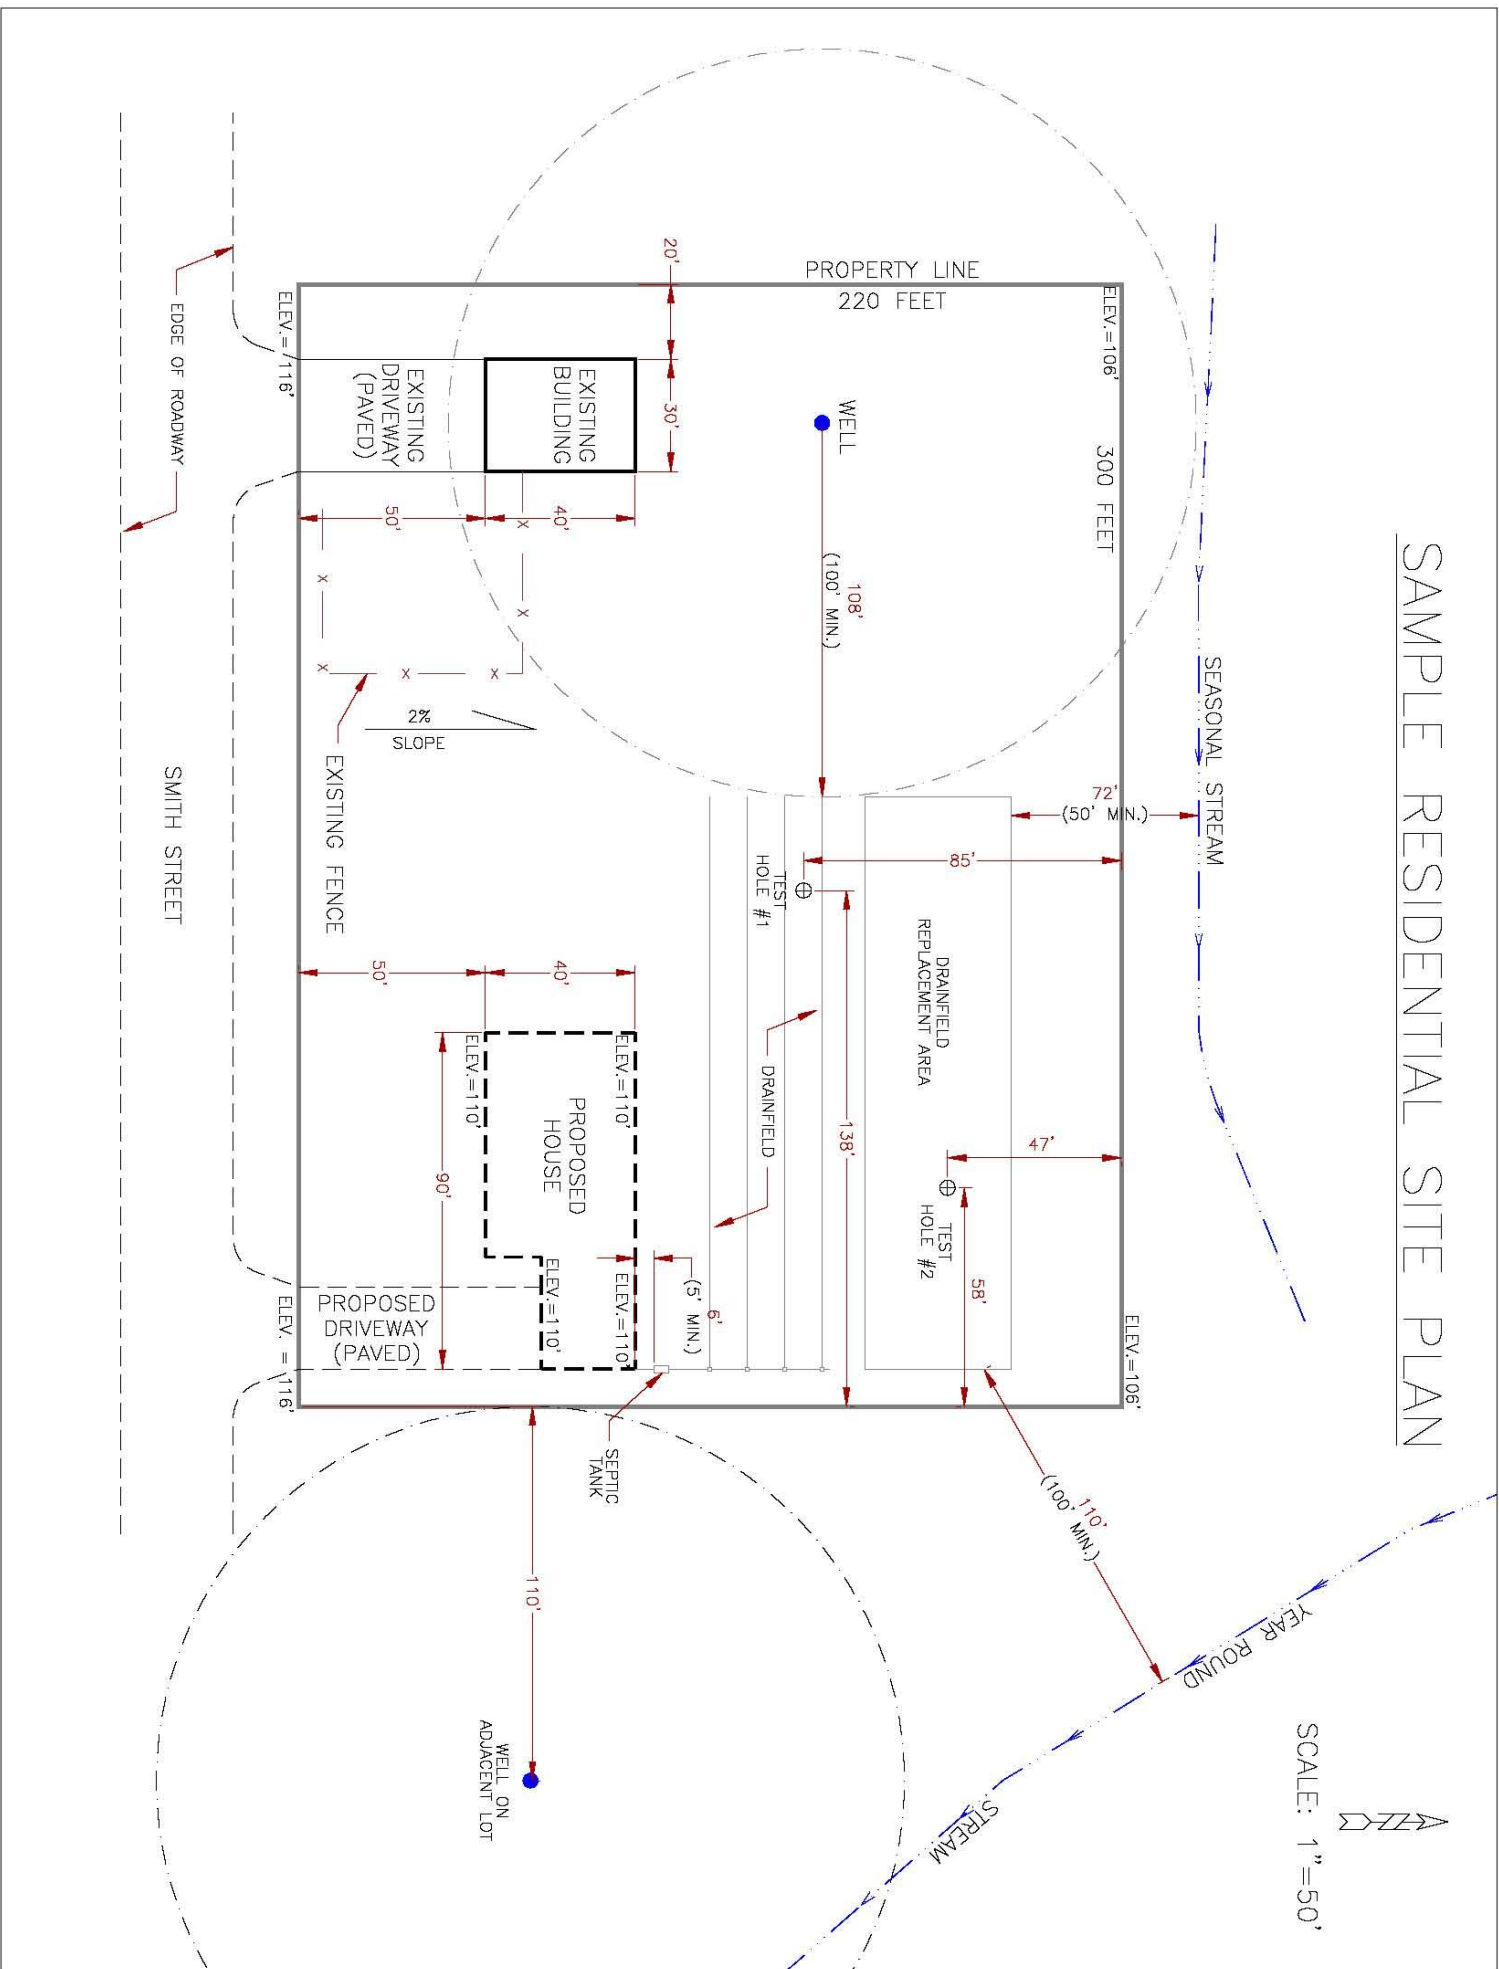 SAMPLE RESIDENTIAL SITE PLAN
SCALE: 1"=50'
SEASONAL STREAM
YEAR ROUND
STREAM
PROPERTY LINE
220 FEET
ELEV.=106'
300 FEET
ELEV.=106'
72'
(50' MIN.)
85'
47'
WELL
108'
(100' MIN.)
DRAINFIELD
REPLACEMENT AREA
TEST
HOLE #1
TEST
HOLE #2
138'
58'
110'
(100' MIN.)
DRAINFIELD
20'
30'
EXISTING
BUILDING
40'
50'
EXISTING
DRIVEWAY
(PAVED)
X
X
X
X
X
X
2%
SLOPE
EXISTING FENCE
40'
50'
PROPOSED
HOUSE
ELEV.=110'
ELEV.=110'
ELEV.=110'
ELEV.=110'
90'
6'
(5' MIN.)
SEPTIC
TANK
PROPOSED
DRIVEWAY
(PAVED)
110'
WELL ON
ADJACENT LOT
ELEV.= 116'
ELEV. =116'
EDGE OF ROADWAY
SMITH STREET